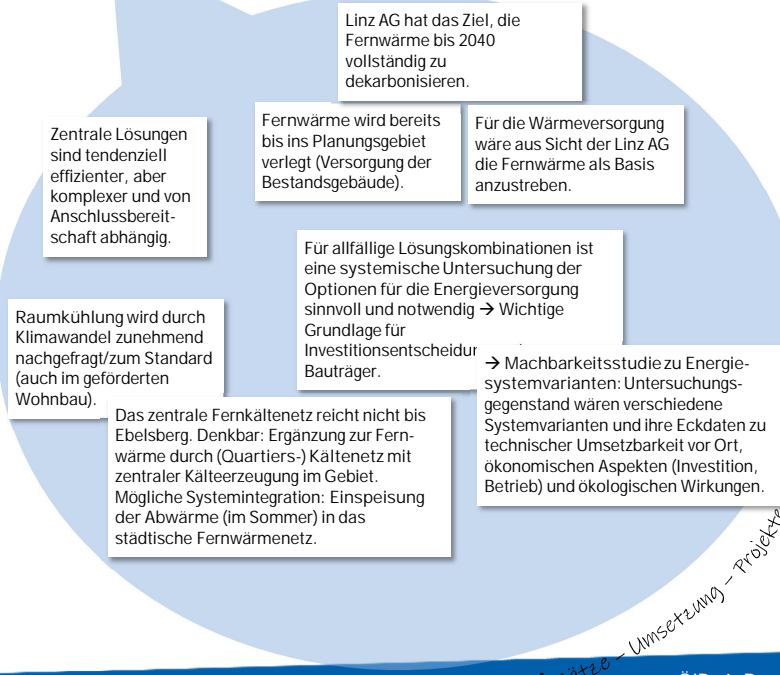 Linz AG hat das Ziel, die
Fernwärme bis 2040
vollständig zu
dekarbonisieren.
Fernwärme wird bereits
bis ins Planungsgebiet
verlegt (Versorgung der
Bestandsgebäude).
Für die Wärmeversorgung
wäre aus Sicht der Linz AG
die Fernwärme als Basis
anzustreben.
Zentrale Lösungen
sind tendenziell
effizienter, aber
komplexer und von
Anschlussbereit-
schaft abhängig.
Für allfällige Lösungskombinationen ist
eine systemische Untersuchung der
Optionen für die Energieversorgung
sinnvoll und notwendig → Wichtige
Grundlage für
Bauträger.
Raumkühlung wird durch
Klimawandel zunehmend
nachgefragt/zum Standard
(auch im geförderten
Wohnbau).
→ Machbarkeitsstudie zu Energie-
systemvarianten: Untersuchungs-
gegenstand wären verschiedene
Systemvarianten und ihre Eckdaten zu
technischer Umsetzbarkeit vor Ort,
ökonomischen Aspekten (Investition,
Betrieb) und ökologischen Wirkungen.
Das zentrale Fernkältenetz reicht nicht bis
Ebelsberg. Denkbar: Ergänzung zur Fern-
wärme durch (Quartiers-) Kältenetz mit
zentraler Kälteerzeugung im Gebiet.
Mögliche Systemintegration: Einspeisung
der Abwärme (im Sommer) in das
städtische Fernwärmenetz.
– Umsetzung – Projekte